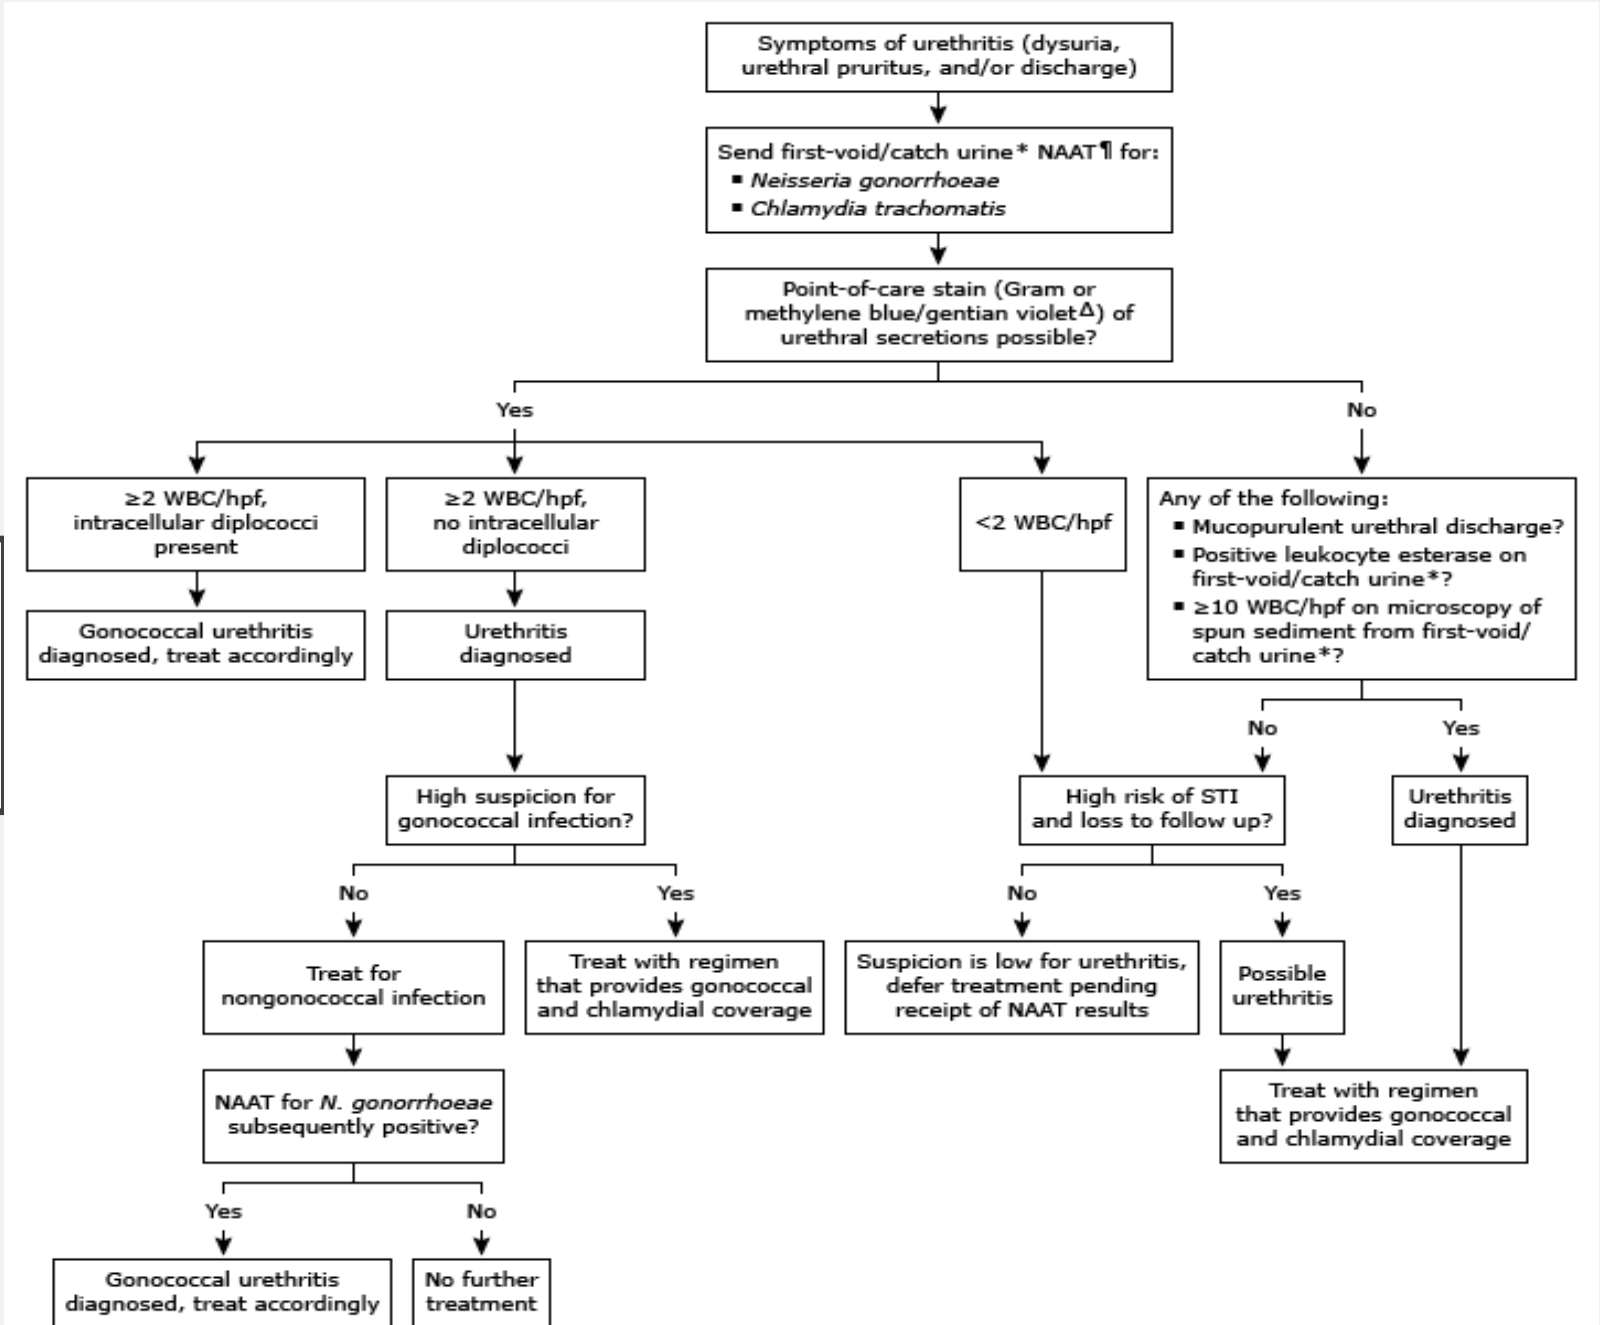 Symptoms of urethritis (dysuria,
urethral pruritus, and/or discharge)
Send first-void/catch urine* NAAT¶ for:
▪ Neisseria gonorrhoeae
▪ Chlamydia trachomatis
Point-of-care stain (Gram or
methylene blue/gentian violetΔ) of
urethral secretions possible?
Yes
No
≥2 WBC/hpf,
intracellular diplococci
present
≥2 WBC/hpf,
no intracellular
diplococci
<2 WBC/hpf
Any of the following:
▪ Mucopurulent urethral discharge?
▪ Positive leukocyte esterase on
first-void/catch urine*?
▪ ≥10 WBC/hpf on microscopy of
spun sediment from first-void/
catch urine*?
Gonococcal urethritis
diagnosed, treat accordingly
Urethritis
diagnosed
No
Yes
High suspicion for
gonococcal infection?
High risk of STI
and loss to follow up?
Urethritis
diagnosed
No
Yes
No
Yes
Treat for
nongonococcal infection
Treat with regimen
that provides gonococcal
and chlamydial coverage
Suspicion is low for urethritis,
defer treatment pending
receipt of NAAT results
Possible
urethritis
NAAT for N. gonorrhoeae
subsequently positive?
Treat with regimen
that provides gonococcal
and chlamydial coverage
Yes
No
Gonococcal urethritis
diagnosed, treat accordingly
No further
treatment